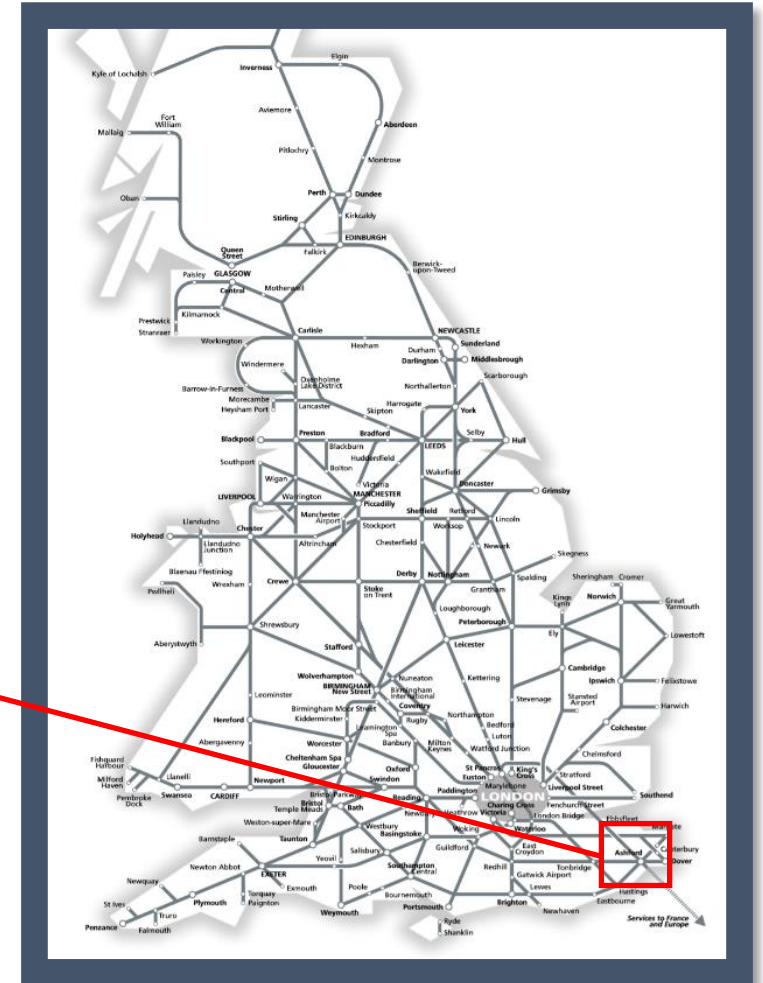 Elgin
Inverness
Kyle of Lochalsh
Aviemore
Fort
William
Aberdeen
Mallaig
Pitlochry
Montrose
Perth
Dundee
Oban
Stirling
Kirkcaldy
EDINBURGH
Queen
Street
Falkirk
Berwick-
upon-Tweed
Paisley
GLASGOW
Central
Motherwell
Prestwick
Kilmarnock
Stranraer
Carlisle
NEWCASTLE
Workington
Hexham
Sunderland
Durham
Darlington
Middlesbrough
Windermere
Scarborough
Oxenholme
Lake District
Barrow-in-Furness
Northallerton
Morecambe
Heysham Port
Lancaster
Harrogate
York
Skipton
Preston
Bradford
Selby
Blackpool
Blackburn
LEEDS
Hull
Southport
Huddersfield
Bolton
Wakefield
Wigan
Victoria
Doncaster
LIVERPOOL
Warrington
MANCHESTER
Piccadilly
Grimsby
Manchester
Airport
Sheffield
Retford
Llandudno
Chester
Stockport
Worksop
Lincoln
Holyhead
Llandudno
Junction
Altrincham
Chesterfield
Newark
Skegness
Blaenau Ffestiniog
Wrexham
Crewe
Derby
Nottingham
Spalding
Sheringham
Cromer
Pwllheli
Stoke
on Trent
Grantham
Kings
Lynn
Norwich
Great
Yarmouth
Loughborough
Shrewsbury
Peterborough
Aberystwyth
Stafford
Leicester
Ely
Lowestoft
Wolverhampton
Cambridge
BIRMINGHAM
New Street
Nuneaton
Kettering
Ipswich
Felixstowe
Leominster
Birmingham
International
Stevenage
Stansted
Airport
Birmingham Moor Street
Coventry
Harwich
Hereford
Kidderminster
Rugby
Northampton
Leamington
Spa
Bedford
Colchester
Abergavenny
Worcester
Banbury
Milton
Keynes
Luton
Watford Junction
Chelmsford
Fishguard
Harbour
Cheltenham Spa
Gloucester
Oxford
St Pancras
King's
Cross
Euston
Stratford
Milford
Haven
Llanelli
Swindon
Marylebone
Liverpool Street
Pembroke
Dock
Swansea
CARDIFF
Newport
Bristol Parkway
Reading
Paddington
LONDON
Southend
Bristol
Temple Meads
Bath
Heathrow
Charing Cross
Fenchurch Street
Victoria
London Bridge
Ebbsfleet
Weston-super-Mare
Westbury
Basingstoke
Woking
Waterloo
Barnstaple
Taunton
East
Croydon
Canterbury
Salisbury
Guildford
Ashford
Yeovil
Redhill
Tonbridge
Dover
Newton Abbot
EXETER
Southampton
Central
Gatwick Airport
Newquay
Exmouth
Poole
Lewes
Hastings
Torquay
Bournemouth
Eastbourne
St Ives
Plymouth
Paignton
Portsmouth
Brighton
Truro
Weymouth
Newhaven
Penzance
Falmouth
Ryde
Services to France
and Europe
Shanklin